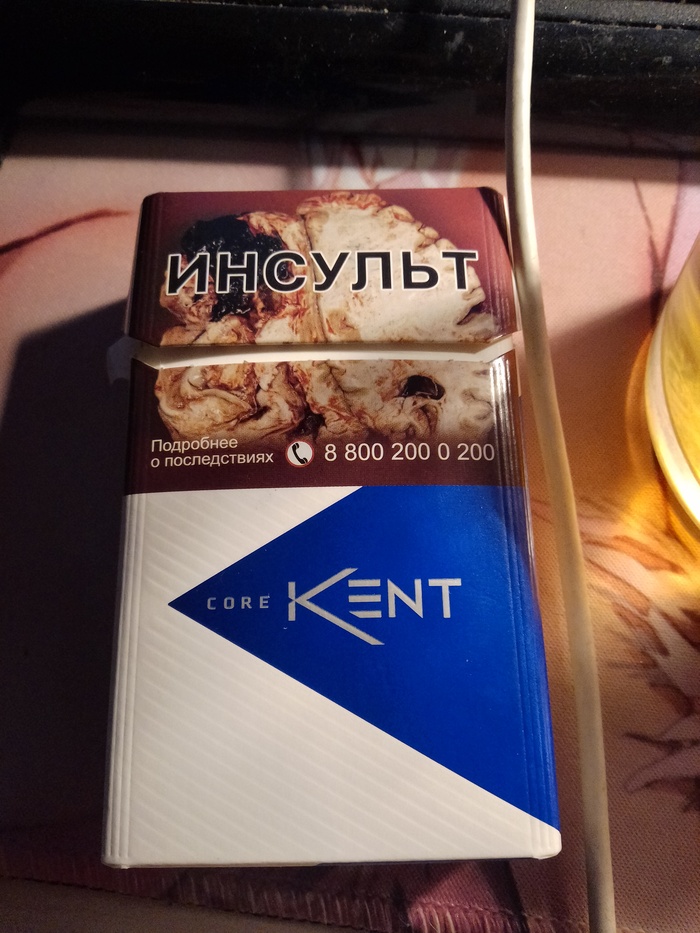 ИНСУЛЬТ
Подробнее
о последствиях
8 800 200 0 200
CORE KENT